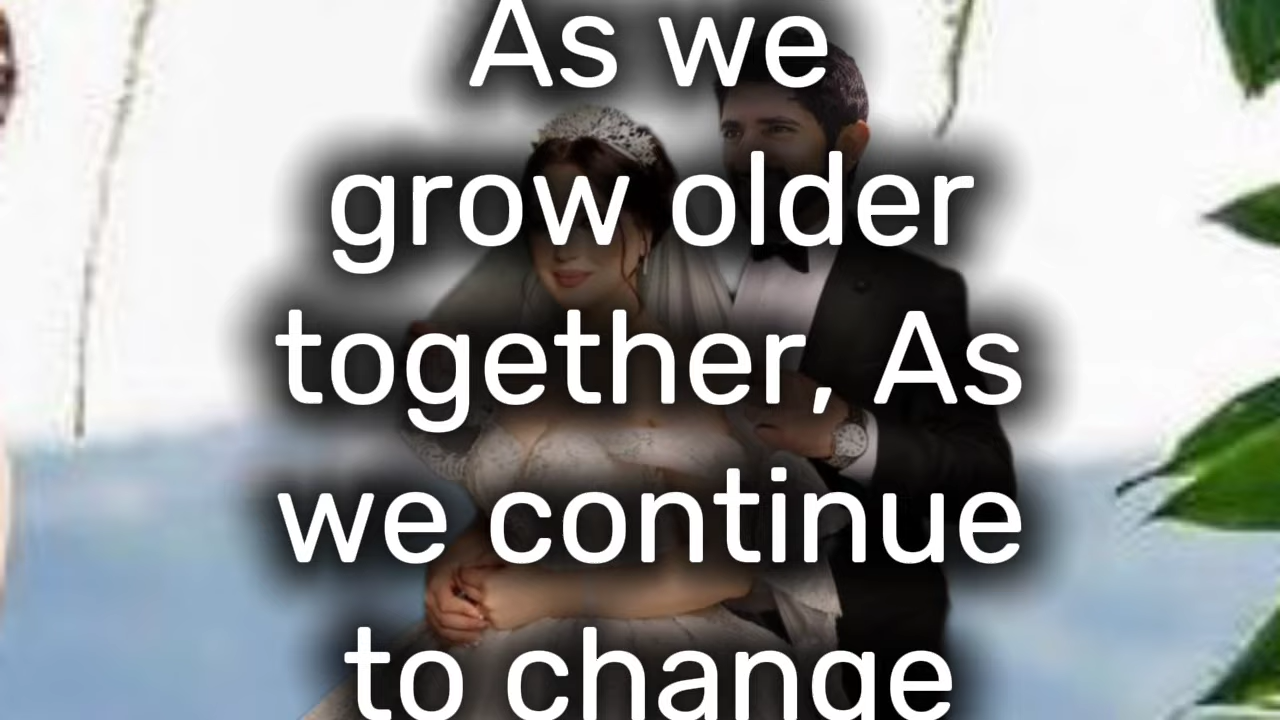 As we
grow older
together, As
we continue
to change